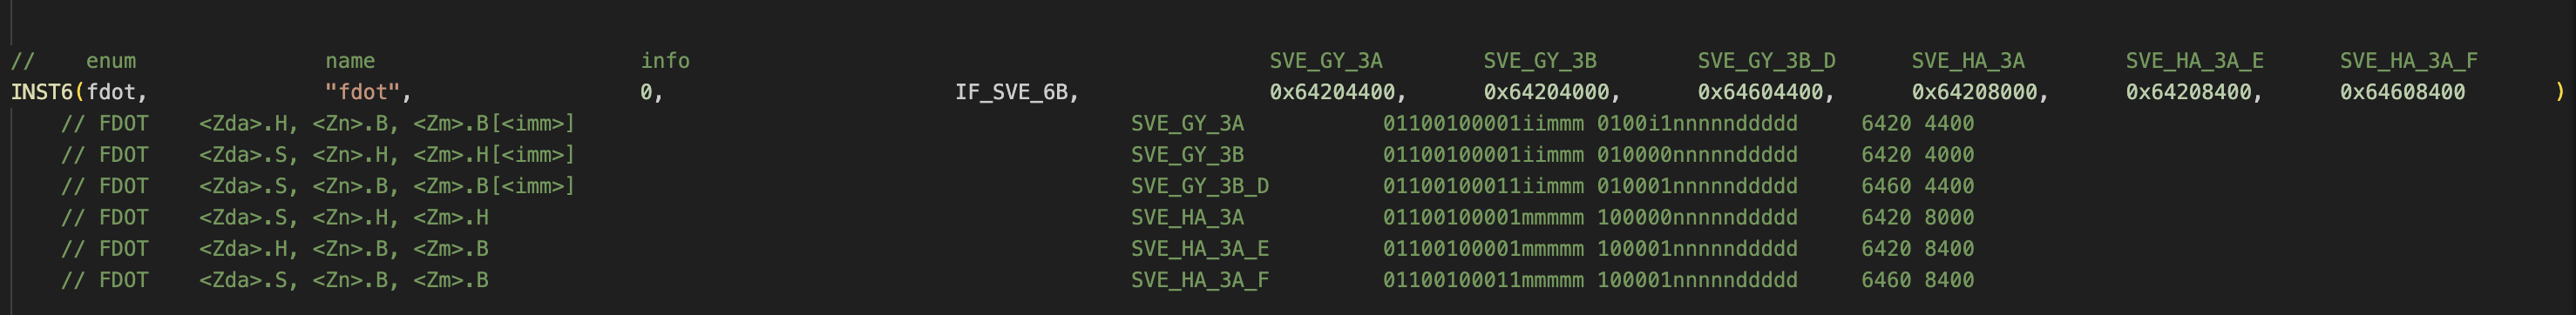 //    enum               name                     info                                              SVE_GY_3A        SVE_GY_3B        SVE_GY_3B_D      SVE_HA_3A        SVE_HA_3A_E      SVE_HA_3A_F
INST6(fdot,              "fdot",                  0,                       IF_SVE_6B,               0x64204400,      0x64204000,      0x64604400,      0x64208000,      0x64208400,      0x64608400       )
    // FDOT    <Zda>.H, <Zn>.B, <Zm>.B[<imm>]                                            SVE_GY_3A           01100100001iimmm 0100i1nnnnnddddd     6420 4400
    // FDOT    <Zda>.S, <Zn>.H, <Zm>.H[<imm>]                                            SVE_GY_3B           01100100001iimmm 010000nnnnnddddd     6420 4000
    // FDOT    <Zda>.S, <Zn>.B, <Zm>.B[<imm>]                                            SVE_GY_3B_D         01100100011iimmm 010001nnnnnddddd     6460 4400
    // FDOT    <Zda>.S, <Zn>.H, <Zm>.H                                                   SVE_HA_3A           01100100001mmmmm 100000nnnnnddddd     6420 8000
    // FDOT    <Zda>.H, <Zn>.B, <Zm>.B                                                   SVE_HA_3A_E         01100100001mmmmm 100001nnnnnddddd     6420 8400
    // FDOT    <Zda>.S, <Zn>.B, <Zm>.B                                                   SVE_HA_3A_F         01100100011mmmmm 100001nnnnnddddd     6460 8400